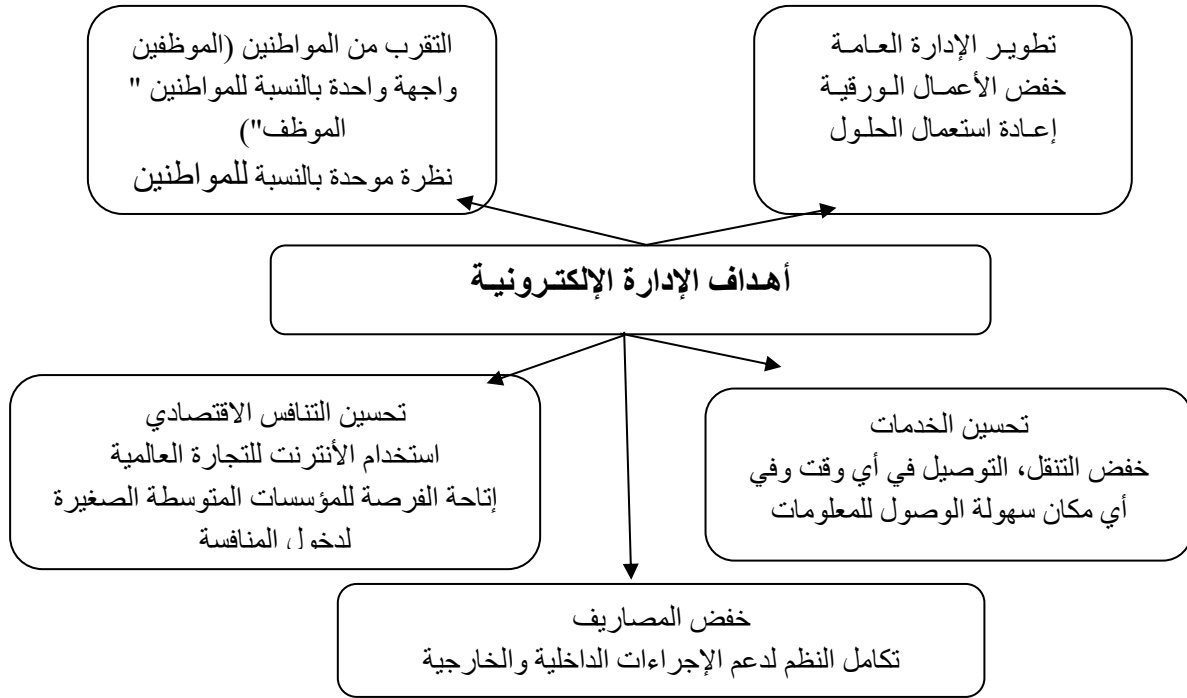 تطوير الإدارة العامة
خفض الأعمال الورقية
إعادة استعمال الحلول
التقرب من المواطنين (الموظفين
واجهة واحدة بالنسبة للمواطنين "
الموظف")
نظرة موحدة بالنسبة للمواطنين
أهداف الإدارة الإلكترونية
تحسين الخدمات
خفض التنقل، التوصيل في أي وقت وفي
أي مكان سهولة الوصول للمعلومات
تحسين التنافس الاقتصادي
استخدام الأنترنت للتجارة العالمية
إتاحة الفرصة للمؤسسات المتوسطة الصغيرة
لدخول المنافسة
خفض المصاريف
تكامل النظم لدعم الإجراءات الداخلية والخارجية